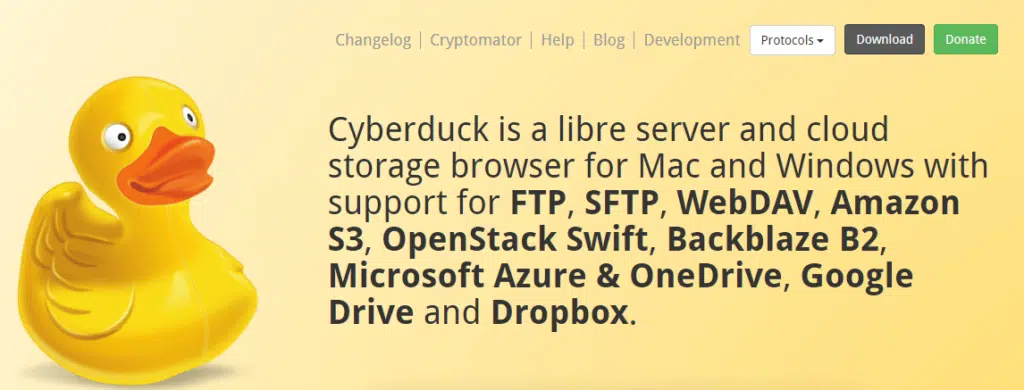 Changelog | Cryptomator | Help | Blog | Development Protocols Download Donate
Cyberduck is a libre server and cloud
storage browser for Mac and Windows with
support for FTP, SFTP, WebDAV, Amazon
S3, OpenStack Swift, Backblaze B2,
Microsoft Azure & OneDrive, Google
Drive and Dropbox.